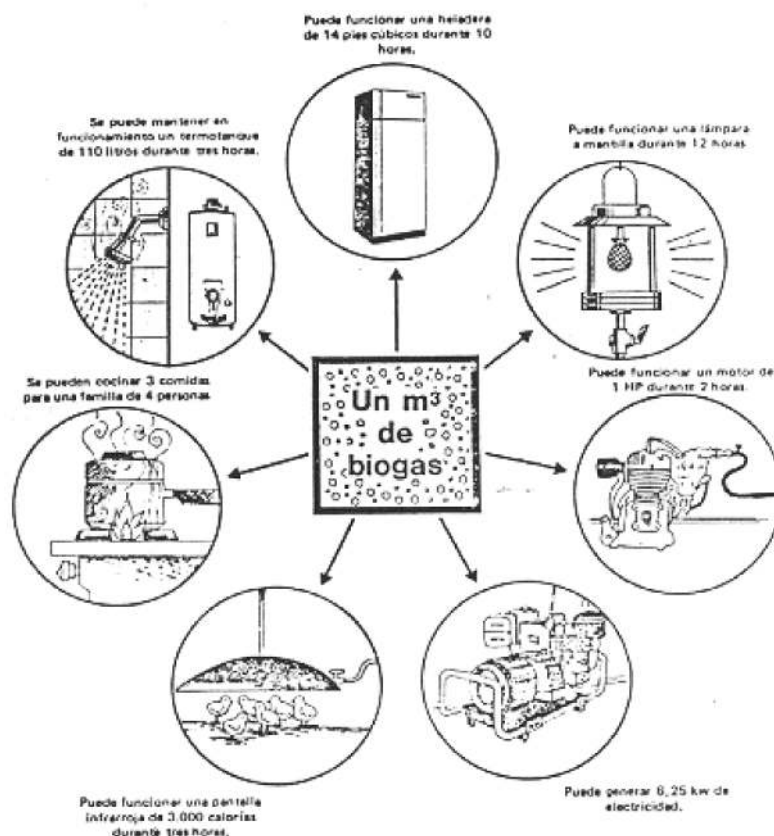 Puede funcionar una heladera
de 14 pies cúbicos durante 10
horas.
Se puede mantener en
funcionamiento un termotanque
de 110 litros durante tres horas.
Puede funcionar una lámpara
a mantilla durante 12 horas
Se pueden cocinar 3 comidas
para una familia de 4 personas
Un m³
de
biogas
Puede funcionar un motor de
1 HP durante 2 horas.
Puede funcionar una pantalla
infrarroja de 3.000 calorías
durante tres horas.
Puede generar 6,25 kw de
electricidad.